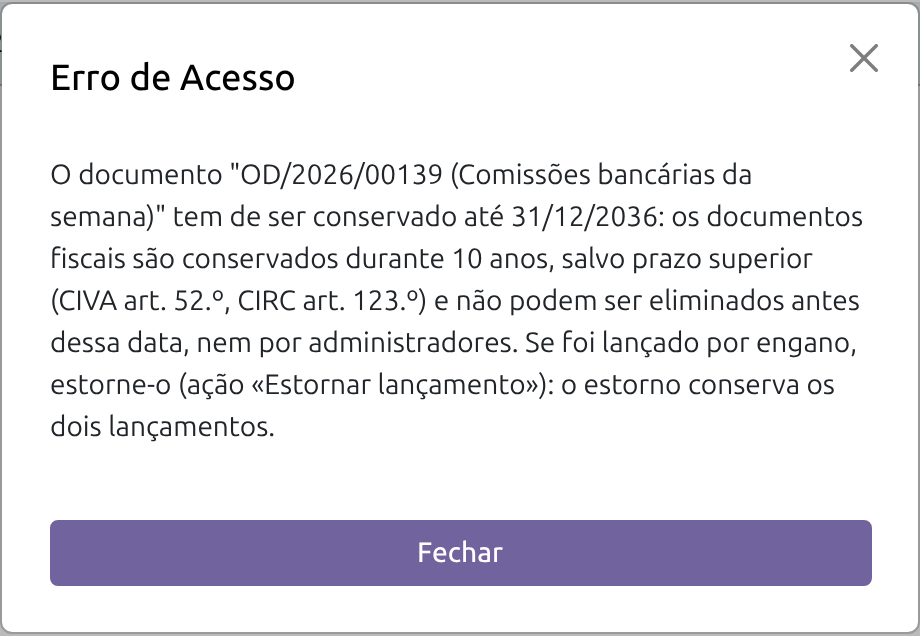 Erro de Acesso
O documento "OD/2026/00139 (Comissões bancárias da
semana)" tem de ser conservado até 31/12/2036: os documentos
fiscais são conservados durante 10 anos, salvo prazo superior
(CIVA art. 52.º, CIRC art. 123.º) e não podem ser eliminados antes
dessa data, nem por administradores. Se foi lançado por engano,
estorne-o (ação «Estornar lançamento»): o estorno conserva os
dois lançamentos.
Fechar